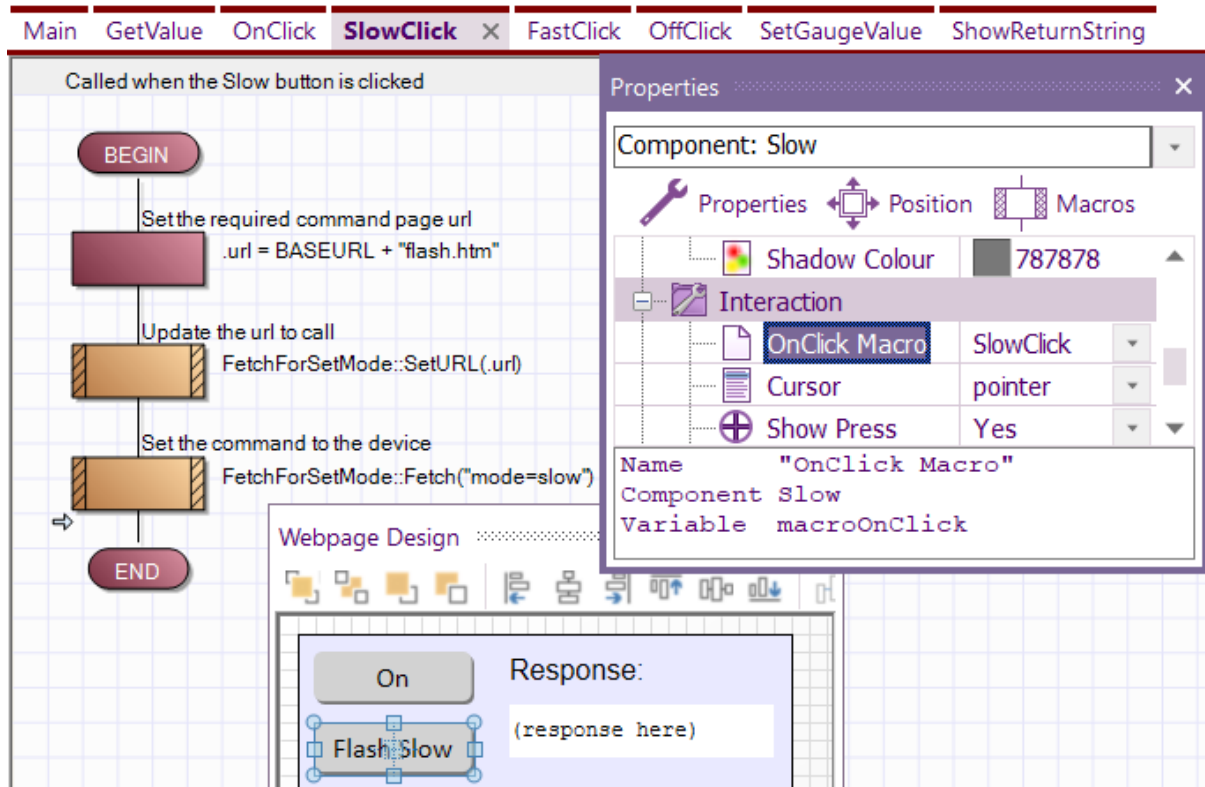 Main GetValue OnClick SlowClick × FastClick OffClick SetGaugeValue ShowReturnString
Called when the Slow button is clicked
BEGIN
Set the required command page url
.url = BASEURL + "flash.htm"
Update the url to call
FetchForSetMode::SetURL(.url)
Set the command to the device
FetchForSetMode::Fetch("mode=slow")
END
Properties
Component: Slow
Properties Position Macros
Shadow Colour 787878
Interaction
OnClick Macro SlowClick
Cursor pointer
Show Press Yes
Name "OnClick Macro"
Component Slow
Variable macroOnClick
Webpage Design
On
Response:
Flash Slow
(response here)